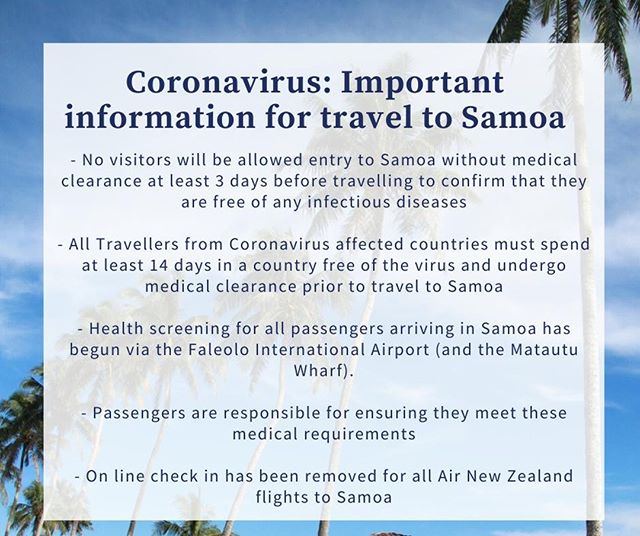 Coronavirus: Important
information for travel to Samoa
- No visitors will be allowed entry to Samoa without medical
clearance at least 3 days before travelling to confirm that they
are free of any infectious diseases
- All Travellers from Coronavirus affected countries must spend
at least 14 days in a country free of the virus and undergo
medical clearance prior to travel to Samoa
- Health screening for all passengers arriving in Samoa has
begun via the Faleolo International Airport (and the Matautu
Wharf).
- Passengers are responsible for ensuring they meet these
medical requirements
- On line check in has been removed for all Air New Zealand
flights to Samoa